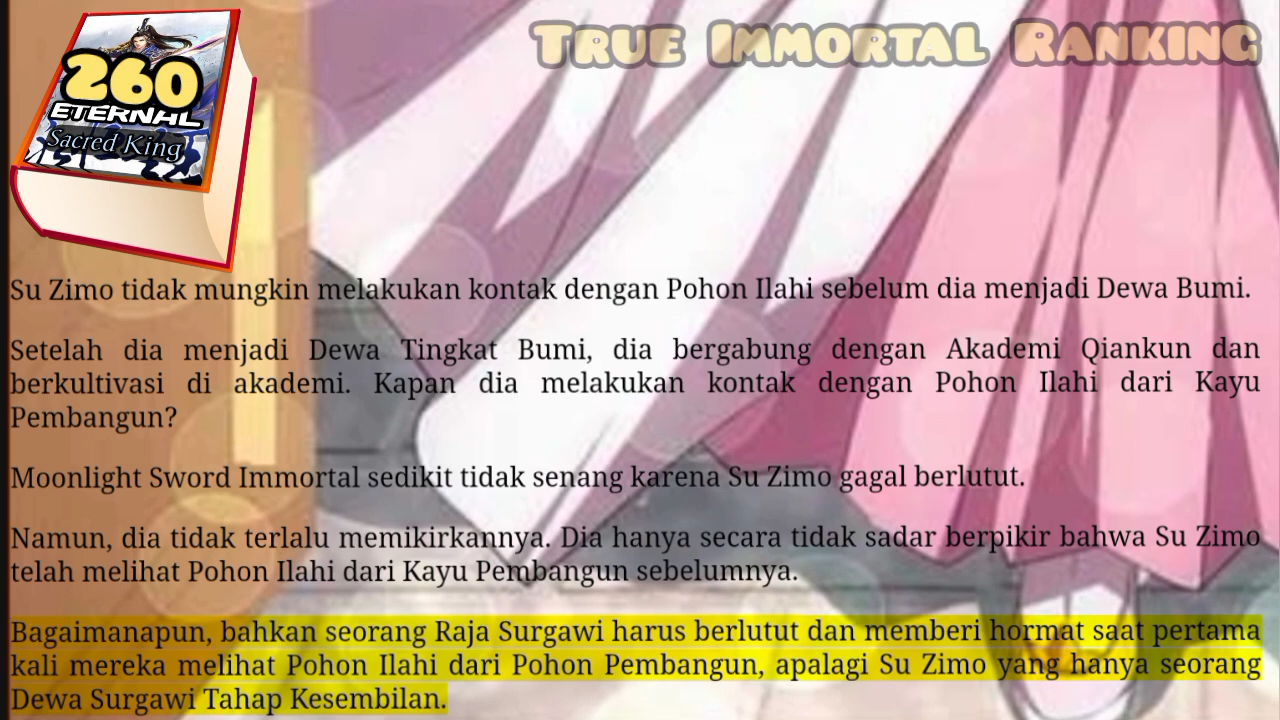 True Immortal Ranking
260
ETERNAL
Sacred King
Su Zimo tidak mungkin melakukan kontak dengan Pohon Ilahi sebelum dia menjadi Dewa Bumi.
Setelah dia menjadi Dewa Tingkat Bumi, dia bergabung dengan Akademi Qiankun dan
berkultivasi di akademi. Kapan dia melakukan kontak dengan Pohon Ilahi dari Kayu
Pembangun?
Moonlight Sword Immortal sedikit tidak senang karena Su Zimo gagal berlutut.
Namun, dia tidak terlalu memikirkannya. Dia hanya secara tidak sadar berpikir bahwa Su Zimo
telah melihat Pohon Ilahi dari Kayu Pembangun sebelumnya.
Bagaimanapun, bahkan seorang Raja Surgawi harus berlutut dan memberi hormat saat pertama
kali mereka melihat Pohon Ilahi dari Pohon Pembangun, apalagi Su Zimo yang hanya seorang
Dewa Surgawi Tahap Kesembilan.